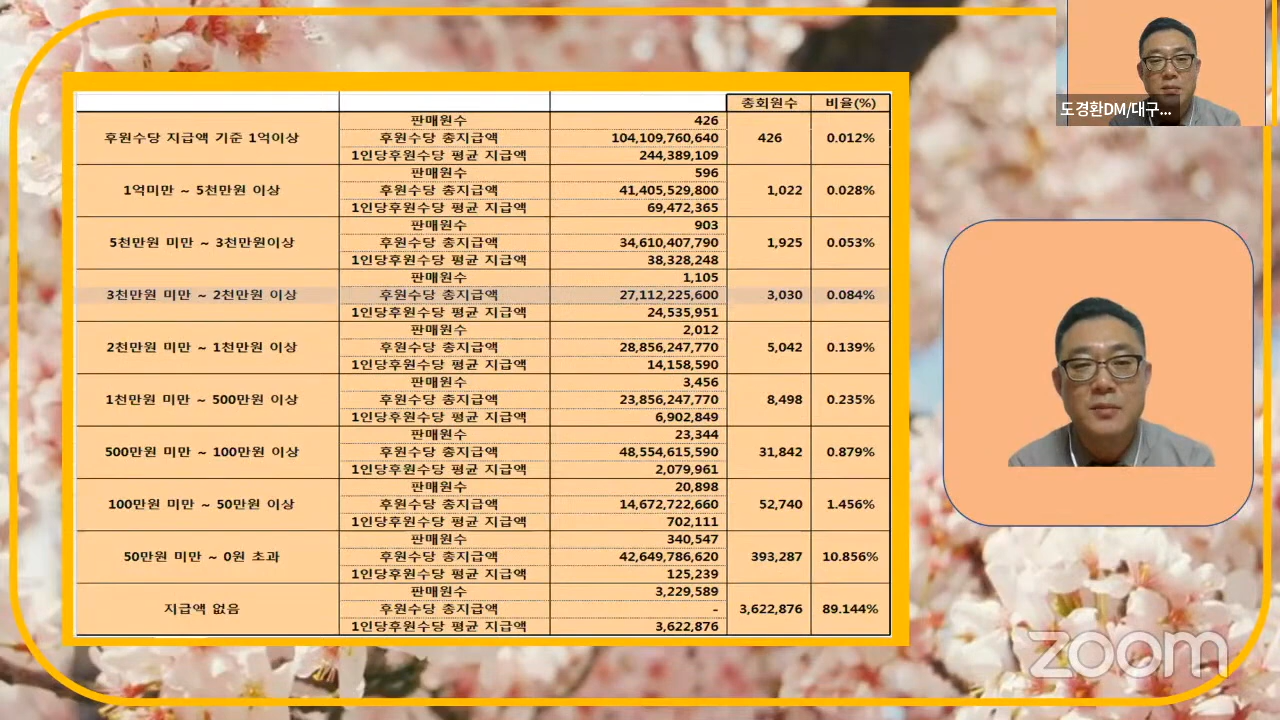 도경환DM/대구...
총회원수 비율(%)
판매원수 426
후원수당 지급액 기준 1억이상 후원수당 총지급액 104,109,760,640 426 0.012%
1인당후원수당 평균 지급액 244,389,109
판매원수 596
1억미만 ~ 5천만원 이상 후원수당 총지급액 41,405,529,800 1,022 0.028%
1인당후원수당 평균 지급액 69,472,365
판매원수 903
5천만원 미만 ~ 3천만원이상 후원수당 총지급액 34,610,407,790 1,925 0.053%
1인당후원수당 평균 지급액 38,328,248
판매원수 1,105
3천만원 미만 ~ 2천만원 이상 후원수당 총지급액 27,112,225,600 3,030 0.084%
1인당후원수당 평균 지급액 24,535,951
판매원수 2,012
2천만원 미만 ~ 1천만원 이상 후원수당 총지급액 28,856,247,770 5,042 0.139%
1인당후원수당 평균 지급액 14,158,590
판매원수 3,456
1천만원 미만 ~ 500만원 이상 후원수당 총지급액 23,856,247,770 8,498 0.235%
1인당후원수당 평균 지급액 6,902,849
판매원수 23,344
500만원 미만 ~ 100만원 이상 후원수당 총지급액 48,554,615,590 31,842 0.879%
1인당후원수당 평균 지급액 2,079,961
판매원수 20,898
100만원 미만 ~ 50만원 이상 후원수당 총지급액 14,672,722,660 52,740 1.456%
1인당후원수당 평균 지급액 702,111
판매원수 340,547
50만원 미만 ~ 0원 초과 후원수당 총지급액 42,649,786,620 393,287 10.856%
1인당후원수당 평균 지급액 125,239
판매원수 3,229,589
지급액 없음 후원수당 총지급액 - 3,622,876 89.144%
1인당후원수당 평균 지급액 3,622,876
zoom